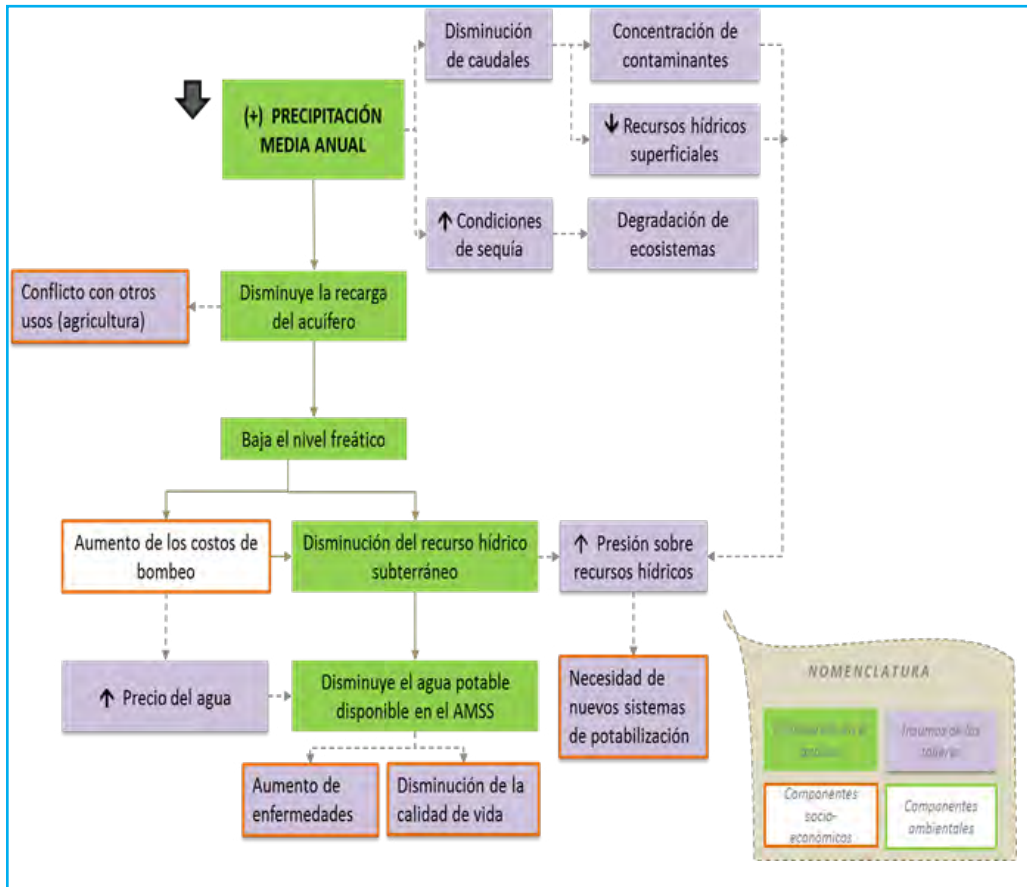 Disminución
de caudales
Concentración de
contaminantes
(+) PRECIPITACIÓN
MEDIA ANUAL
↓ Recursos hídricos
superficiales
↑ Condiciones
de sequía
Degradación de
ecosistemas
Conflicto con otros
usos (agricultura)
Disminuye la recarga
del acuífero
Baja el nivel freático
Aumento de los costos de
bombeo
Disminución del recurso hídrico
subterráneo
↑ Presión sobre
recursos hídricos
↑ Precio del agua
Disminuye el agua potable
disponible en el AMSS
Necesidad de
nuevos sistemas
de potabilización
Aumento de
enfermedades
Disminución de la
calidad de vida
NOMENCLATURA
de los
Componentes
socio-
económicos
Componentes
ambientales